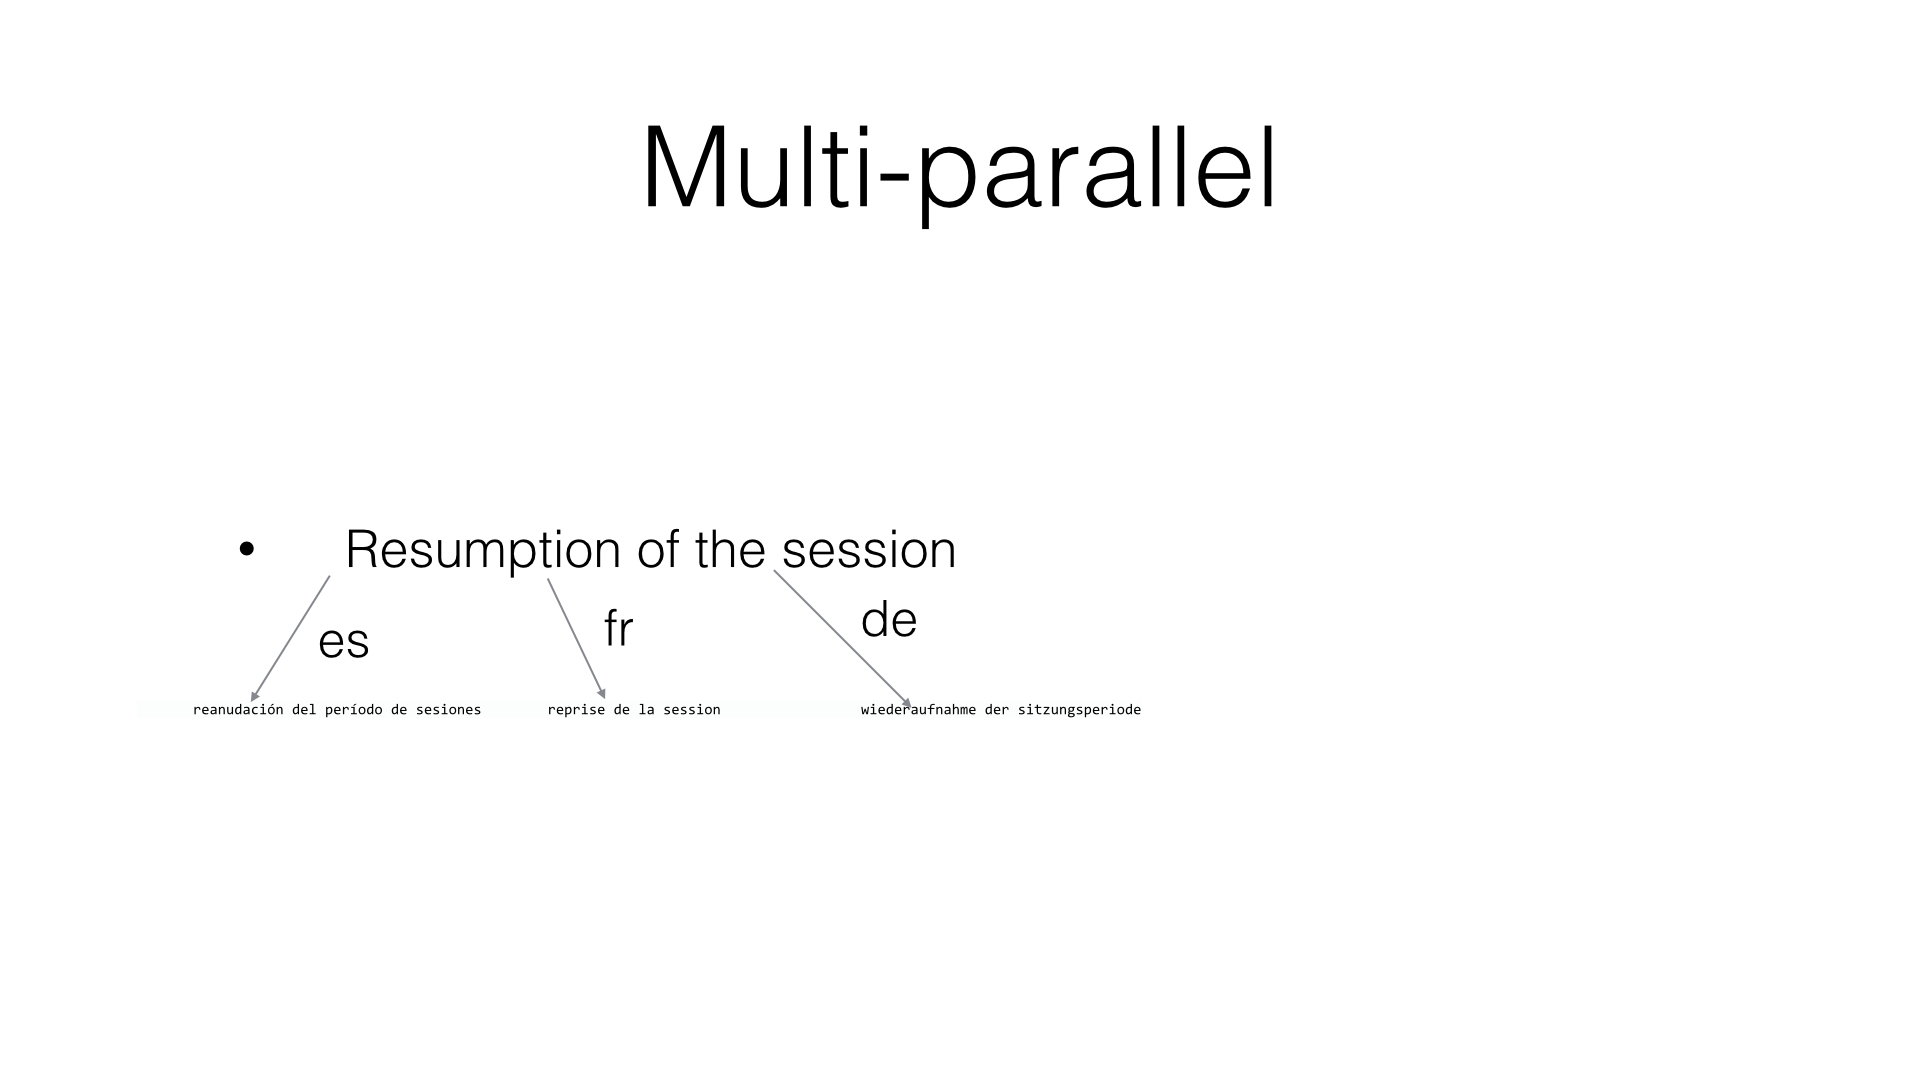 Multi-parallel
• Resumption of the session
es
fr
de
reanudación del período de sesiones
reprise de la session
wiederaufnahme der sitzungsperiode